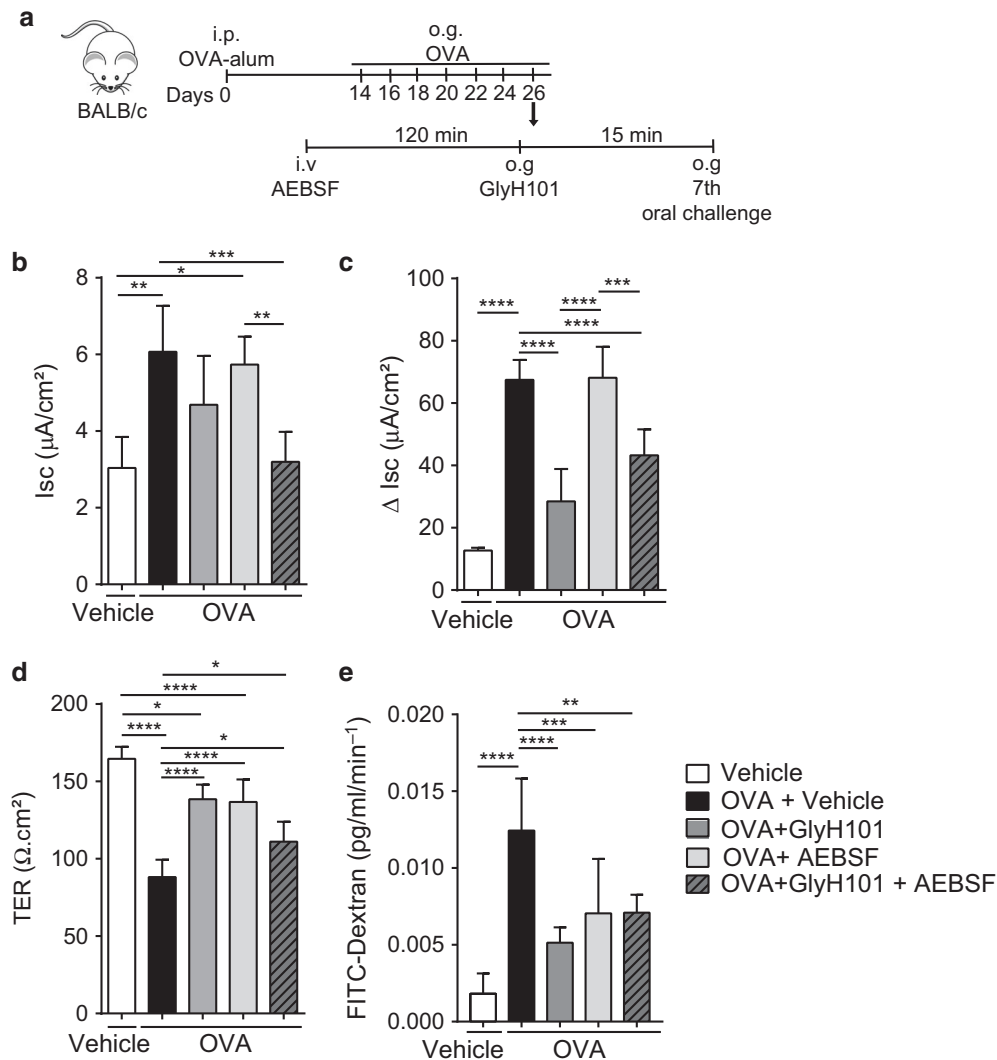 a
i.p.
OVA-alum
o.g.
OVA
BALB/c
Days 0
14 16 18 20 22 24 26
120 min
15 min
i.v
AEBSF
o.g
GlyH101
o.g
7th
oral challenge
b
***
*
**
**
8
6
4
2
0
Isc (μA/cm²)
Vehicle
OVA
c
***
****
****
****
****
100
80
60
40
20
0
Δ Isc (μA/cm²)
Vehicle
OVA
d
*
****
*
****
*
****
****
200
150
100
50
0
TER (Ω.cm²)
Vehicle
OVA
e
**
***
****
****
0.020
0.015
0.010
0.005
0.000
FITC-Dextran (pg/ml/min⁻¹)
Vehicle
OVA
Vehicle
OVA + Vehicle
OVA+GlyH101
OVA+ AEBSF
OVA+GlyH101 + AEBSF